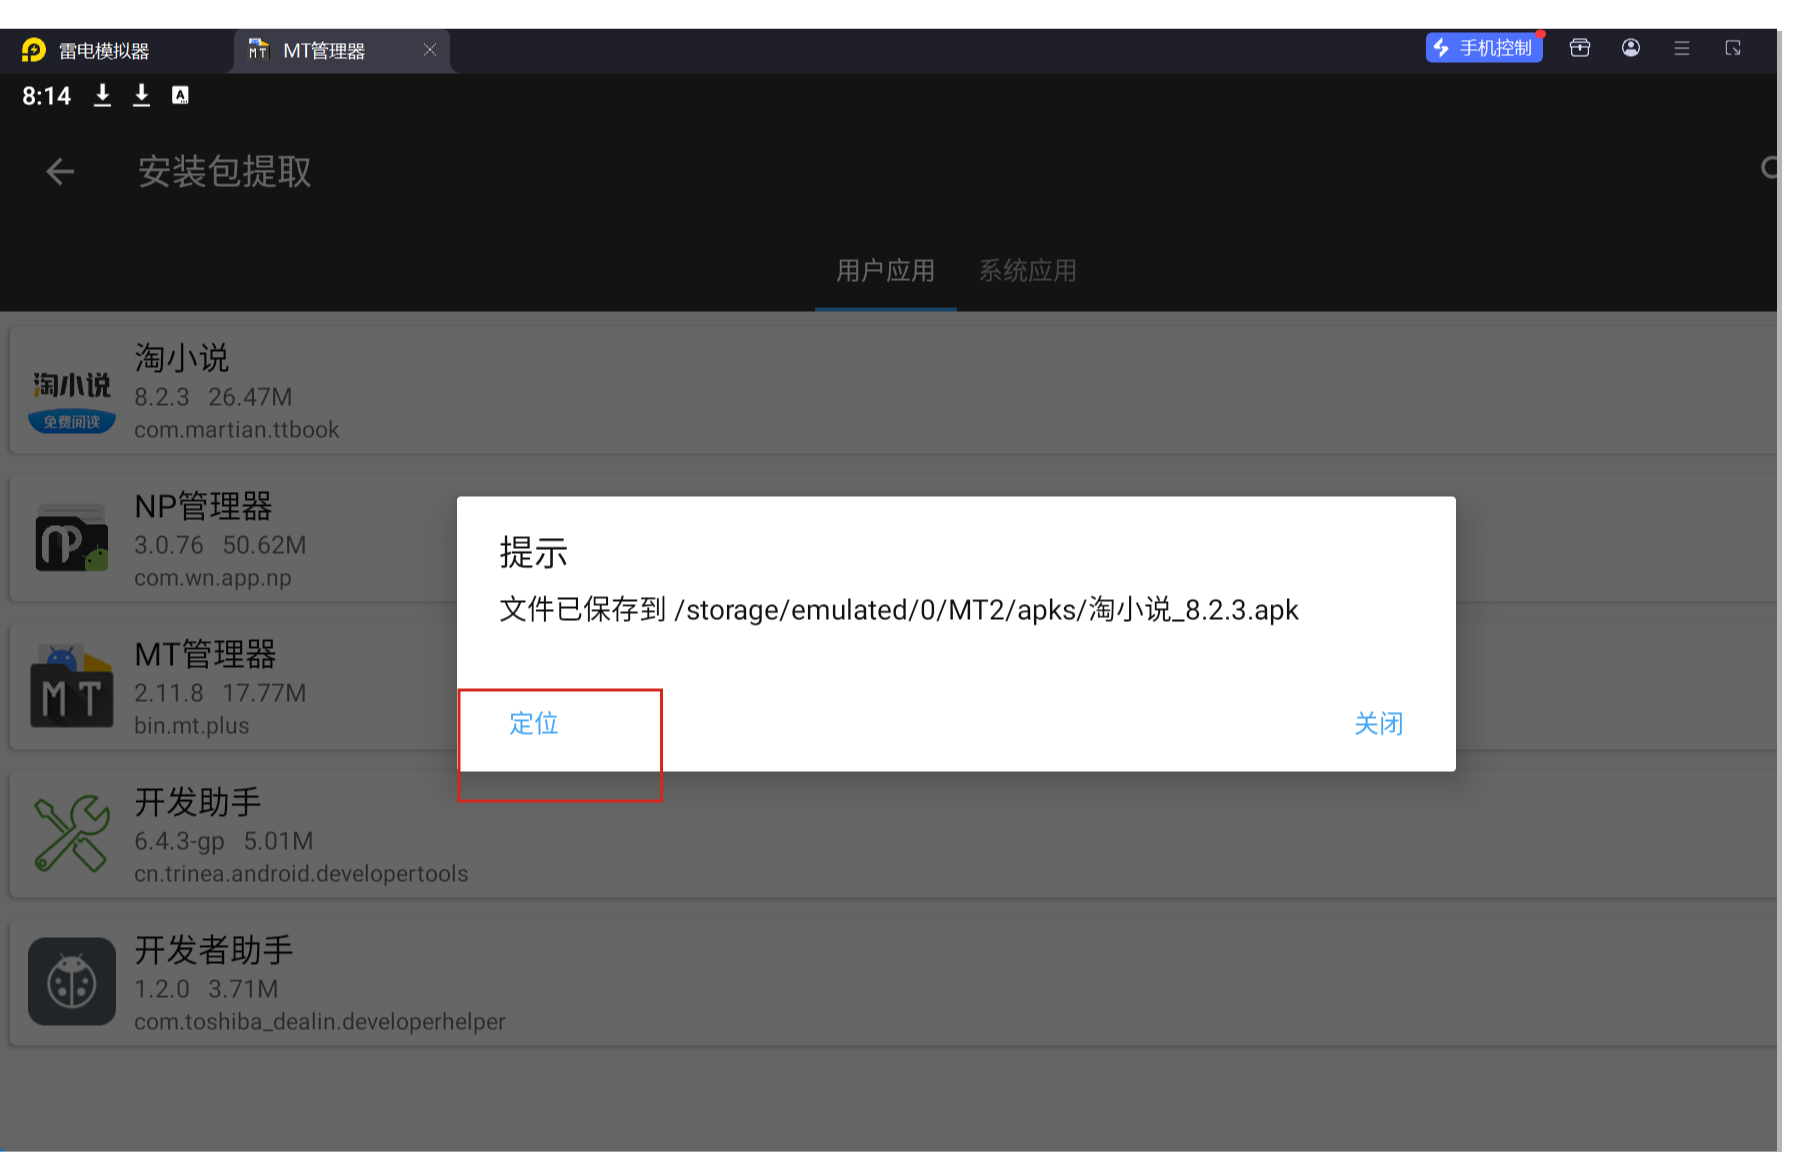 雷电模拟器
MT管理器
手机控制
8:14
安装包提取
用户应用
系统应用
淘小说
免费阅读
淘小说
8.2.3 26.47M
com.martian.ttbook
NP管理器
3.0.76 50.62M
com.wn.app.np
MT
MT管理器
2.11.8 17.77M
bin.mt.plus
提示
文件已保存到 /storage/emulated/0/MT2/apks/淘小说_8.2.3.apk
定位
关闭
开发助手
6.4.3-gp 5.01M
cn.trinea.android.developertools
开发者助手
1.2.0 3.71M
com.toshiba_dealin.developerhelper